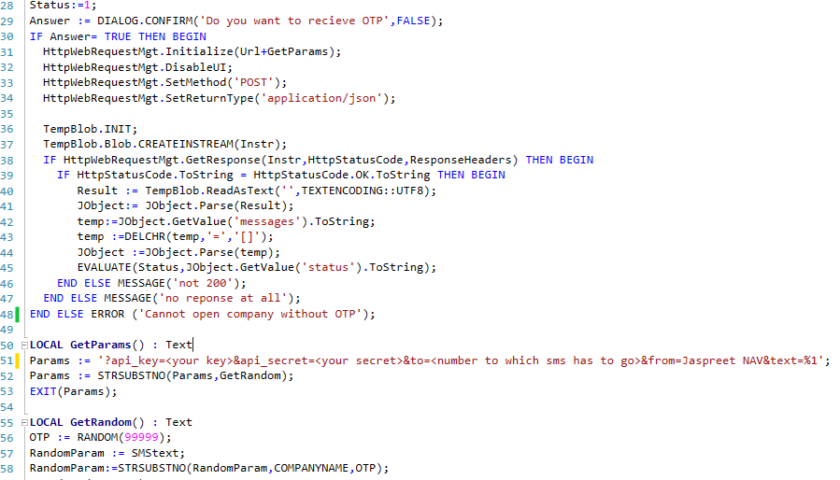 28 Status:=1;
29 Answer := DIALOG.CONFIRM('Do you want to recieve OTP',FALSE);
30 IF Answer= TRUE THEN BEGIN
31 HttpWebRequestMgt.Initialize(Url+GetParams);
32 HttpWebRequestMgt.DisableUI;
33 HttpWebRequestMgt.SetMethod('POST');
34 HttpWebRequestMgt.SetReturnType('application/json');
35
36 TempBlob.INIT;
37 TempBlob.Blob.CREATEINSTREAM(Instr);
38 IF HttpWebRequestMgt.GetResponse(Instr,HttpStatusCode,ResponseHeaders) THEN BEGIN
39 IF HttpStatusCode.ToString = HttpStatusCode.OK.ToString THEN BEGIN
40 Result := TempBlob.ReadAsText('',TEXTENCODING::UTF8);
41 JObject:= JObject.Parse(Result);
42 temp:=JObject.GetValue('messages').ToString;
43 temp :=DELCHR(temp,'=','[]');
44 JObject :=JObject.Parse(temp);
45 EVALUATE(Status,JObject.GetValue('status').ToString);
46 END ELSE MESSAGE('not 200');
47 END ELSE MESSAGE('no reponse at all');
48 END ELSE ERROR ('Cannot open company without OTP');
49
50 LOCAL GetParams() : Text
51 Params := '?api_key=<your key>&api_secret=<your secret>&to=<number to which sms has to go>&from=Jaspreet NAV&text=%1';
52 Params := STRSUBSTNO(Params,GetRandom);
53 EXIT(Params);
54
55 LOCAL GetRandom() : Text
56 OTP := RANDOM(99999);
57 RandomParam := SMStext;
58 RandomParam:=STRSUBSTNO(RandomParam,COMPANYNAME,OTP);